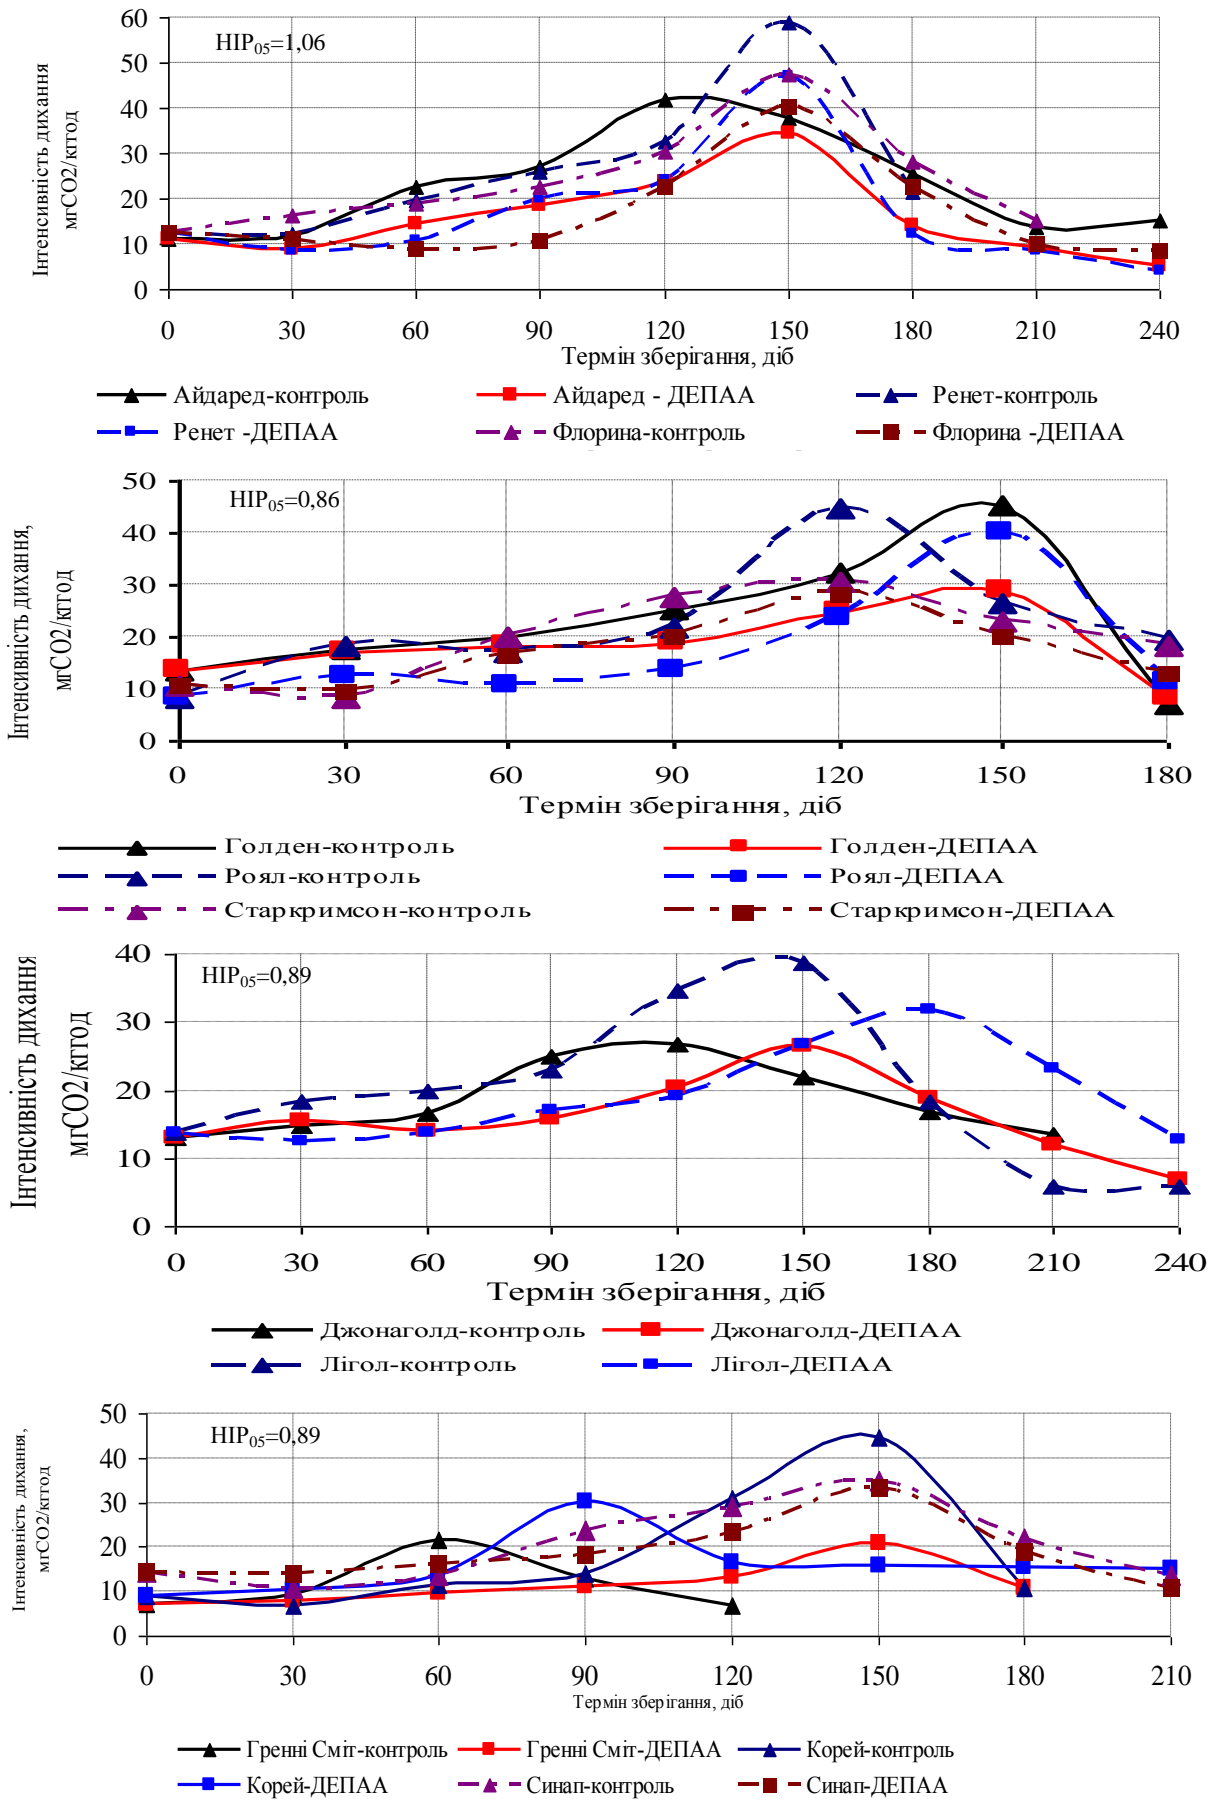 Інтенсивність дихання
мгСО2/кггод
НІР05=1,06
60
50
40
30
20
10
0
0 30 60 90 120 150 180 210 240
Термін зберігання, діб
Айдаред-контроль Айдаред - ДЕПАА Ренет-контроль
Ренет -ДЕПАА Флорина-контроль Флорина -ДЕПАА
Інтенсивність дихання,
мгСО2/кггод
НІР05=0,86
50
40
30
20
10
0
0 30 60 90 120 150 180
Термін зберігання, діб
Голден-контроль Голден-ДЕПАА
Роял-контроль Роял-ДЕПАА
Старкримсон-контроль Старкримсон-ДЕПАА
Інтенсивність дихання
мгСО2/кггод
НІР05=0,89
40
30
20
10
0
0 30 60 90 120 150 180 210 240
Термін зберігання, діб
Джонаголд-контроль Джонаголд-ДЕПАА
Лігол-контроль Лігол-ДЕПАА
Інтенсивність дихання,
мгСО2/кггод
НІР05=0,89
50
40
30
20
10
0
0 30 60 90 120 150 180 210
Термін зберігання, діб
Гренні Сміт-контроль Гренні Сміт-ДЕПАА Корей-контроль
Корей-ДЕПАА Синап-контроль Синап-ДЕПАА